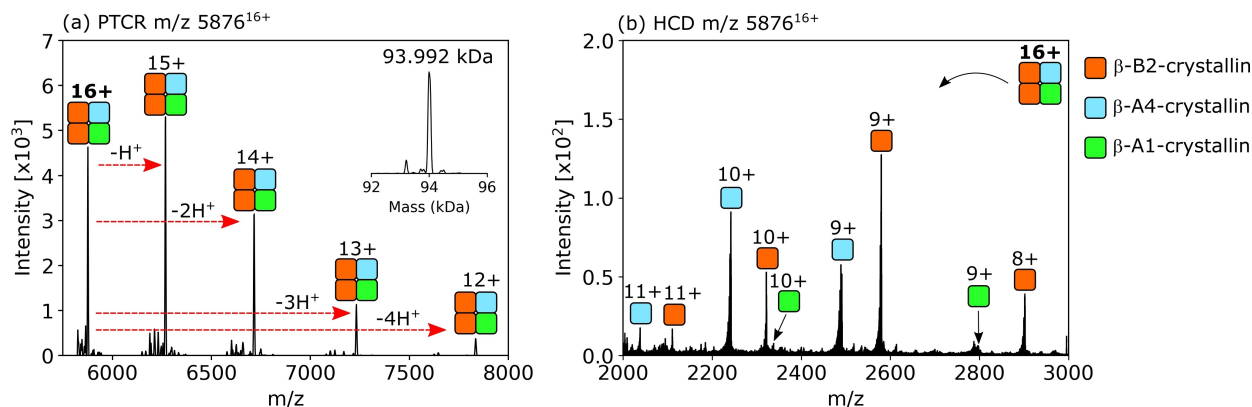 (a) PTCR m/z 5876¹⁶⁺
7
6
5
4
3
2
1
0
Intensity [x10³]
6000
6500
7000
7500
8000
m/z
16+
15+
14+
13+
12+
-H⁺
-2H⁺
-3H⁺
-4H⁺
93.992 kDa
92
94
96
Mass (kDa)
(b) HCD m/z 5876¹⁶⁺
2.0
1.5
1.0
0.5
0.0
Intensity [x10²]
2000
2200
2400
2600
2800
3000
m/z
11+
11+
10+
10+
10+
9+
9+
9+
8+
16+
β-B2-crystallin
β-A4-crystallin
β-A1-crystallin